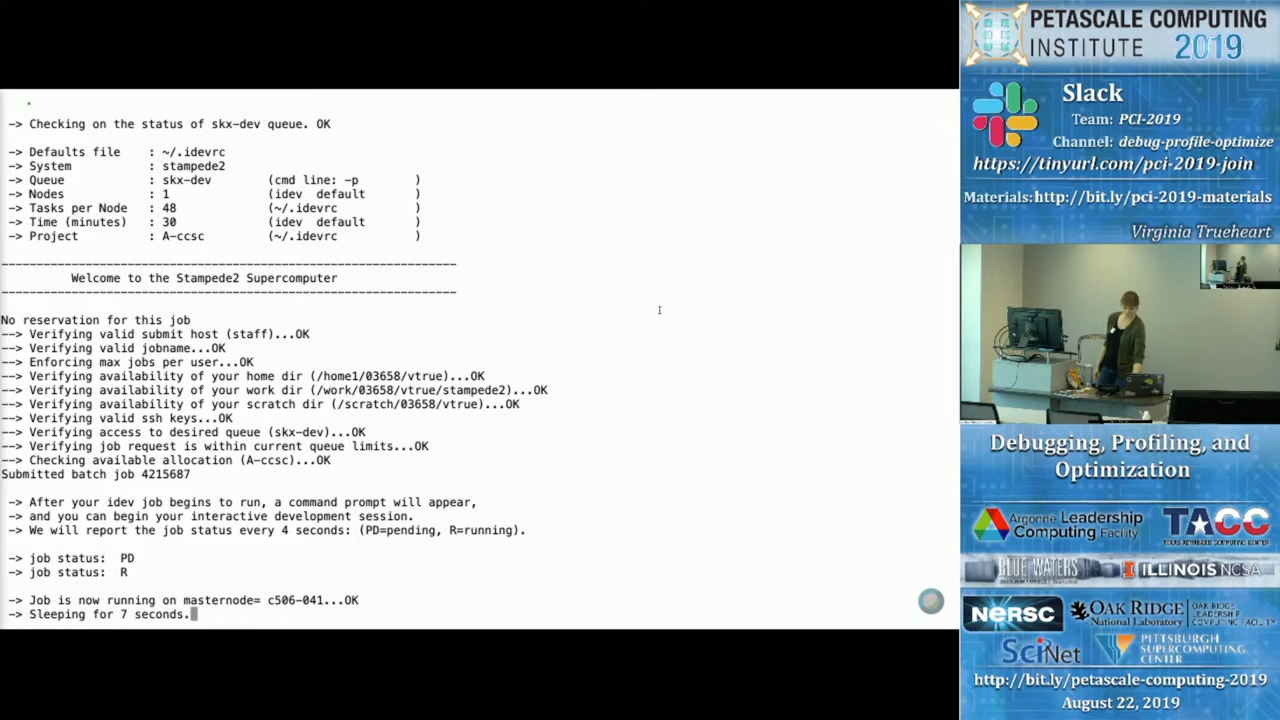 -> Checking on the status of skx-dev queue. OK
-> Defaults file    : ~/.idevrc
-> System           : stampede2
-> Queue            : skx-dev        (cmd line: -p        )
-> Nodes            : 1              (idev  default       )
-> Tasks per Node   : 48             (~/.idevrc           )
-> Time (minutes)   : 30             (idev  default       )
-> Project          : A-ccsc         (~/.idevrc           )
-----------------------------------------------------------------
Welcome to the Stampede2 Supercomputer
-----------------------------------------------------------------
No reservation for this job
--> Verifying valid submit host (staff)...OK
--> Verifying valid jobname...OK
--> Enforcing max jobs per user...OK
--> Verifying availability of your home dir (/home1/03658/vtrue)...OK
--> Verifying availability of your work dir (/work/03658/vtrue/stampede2)...OK
--> Verifying availability of your scratch dir (/scratch/03658/vtrue)...OK
--> Verifying valid ssh keys...OK
--> Verifying access to desired queue (skx-dev)...OK
--> Verifying job request is within current queue limits...OK
--> Checking available allocation (A-ccsc)...OK
Submitted batch job 4215687
-> After your idev job begins to run, a command prompt will appear,
-> and you can begin your interactive development session.
-> We will report the job status every 4 seconds: (PD=pending, R=running).
-> job status:  PD
-> job status:  R
-> Job is now running on masternode= c506-041...OK
-> Sleeping for 7 seconds.
PETASCALE COMPUTING
INSTITUTE 2019
Slack
Team: PCI-2019
Channel: debug-profile-optimize
https://tinyurl.com/pci-2019-join
Materials:http://bit.ly/pci-2019-materials
Virginia Trueheart
Debugging, Profiling, and
Optimization
Argonne Leadership
Computing Facility
TACC
TEXAS ADVANCED COMPUTING CENTER
BLUE WATERS
I ILLINOIS NCSA
NERSC
OAK RIDGE
National Laboratory
OAK RIDGE
LEADERSHIP
COMPUTING FACILITY
SciNet
PITTSBURGH
SUPERCOMPUTING
CENTER
http://bit.ly/petascale-computing-2019
August 22, 2019